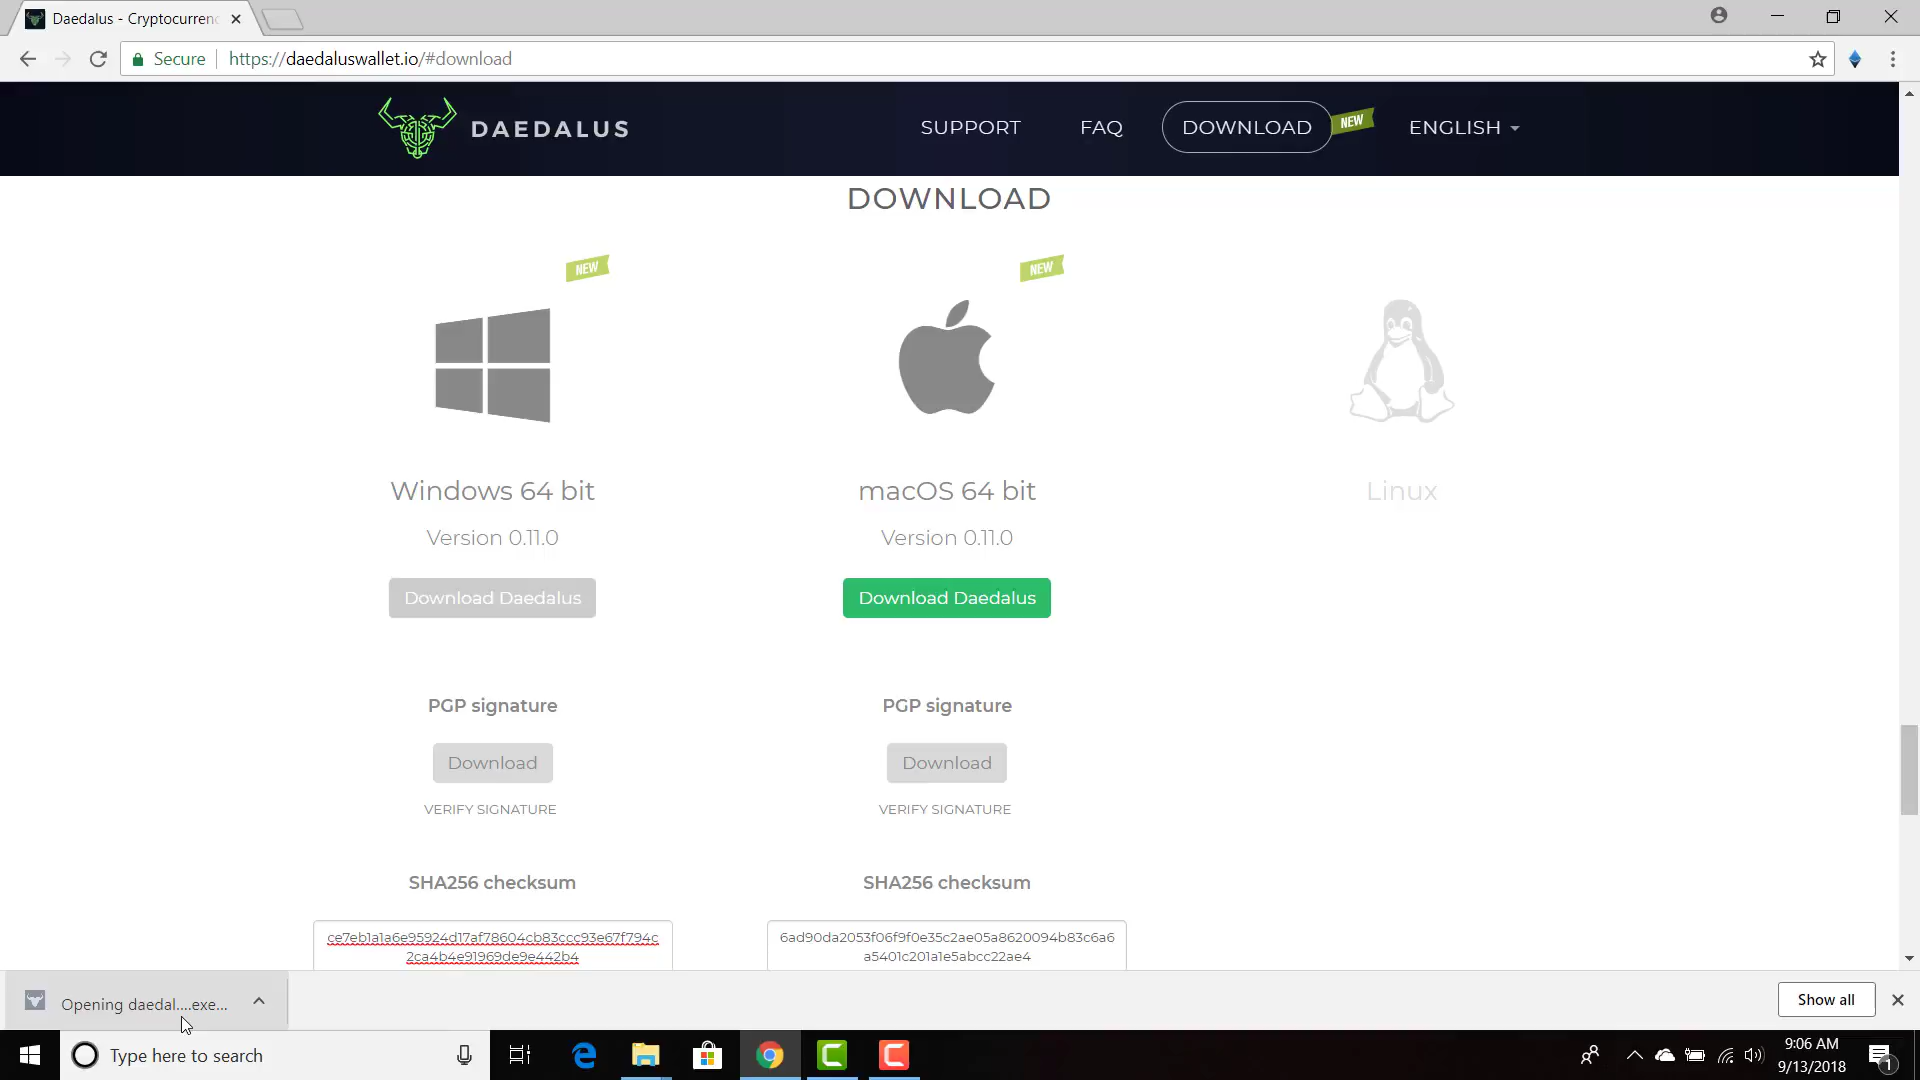 Daedalus - Cryptocurrenc
Secure
https://daedaluswallet.io/#download
DAEDALUS
SUPPORT
FAQ
DOWNLOAD
NEW
ENGLISH
DOWNLOAD
NEW
NEW
Windows 64 bit
macOS 64 bit
Linux
Version 0.11.0
Version 0.11.0
Download Daedalus
Download Daedalus
PGP signature
PGP signature
Download
Download
VERIFY SIGNATURE
VERIFY SIGNATURE
SHA256 checksum
SHA256 checksum
ce7eb1a1a6e95924d17af78604cb83ccc93e67f794c
2ca4b4e91969de9e442b4
6ad90da2053f06f9f0e35c2ae05a8620094b83c6a6
a5401c201a1e5abcc22ae4
Opening daedal....exe...
Show all
Type here to search
9:06 AM
9/13/2018
1